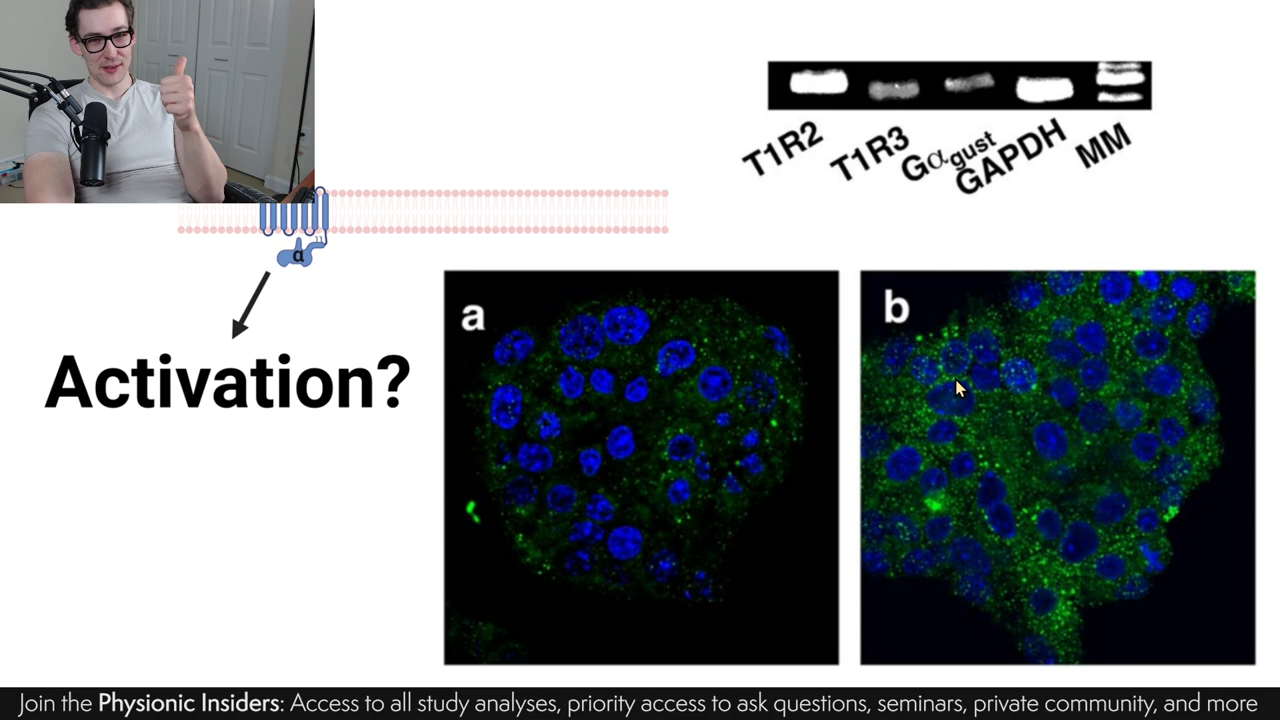 T1R2
T1R3
Gαgust
GAPDH
MM
α
Activation?
a
b
Join the Physionic Insiders: Access to all study analyses, priority access to ask questions, seminars, private community, and more